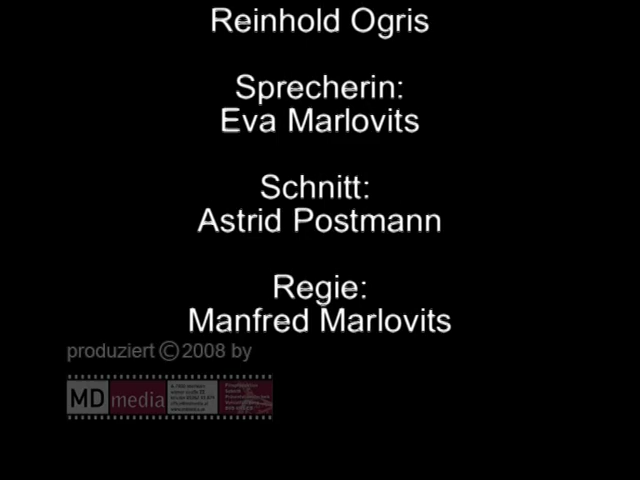 Reinhold Ogris
Sprecherin:
Eva Marlovits
Schnitt:
Astrid Postmann
Regie:
Manfred Marlovits
produziert © 2008 by
MD media